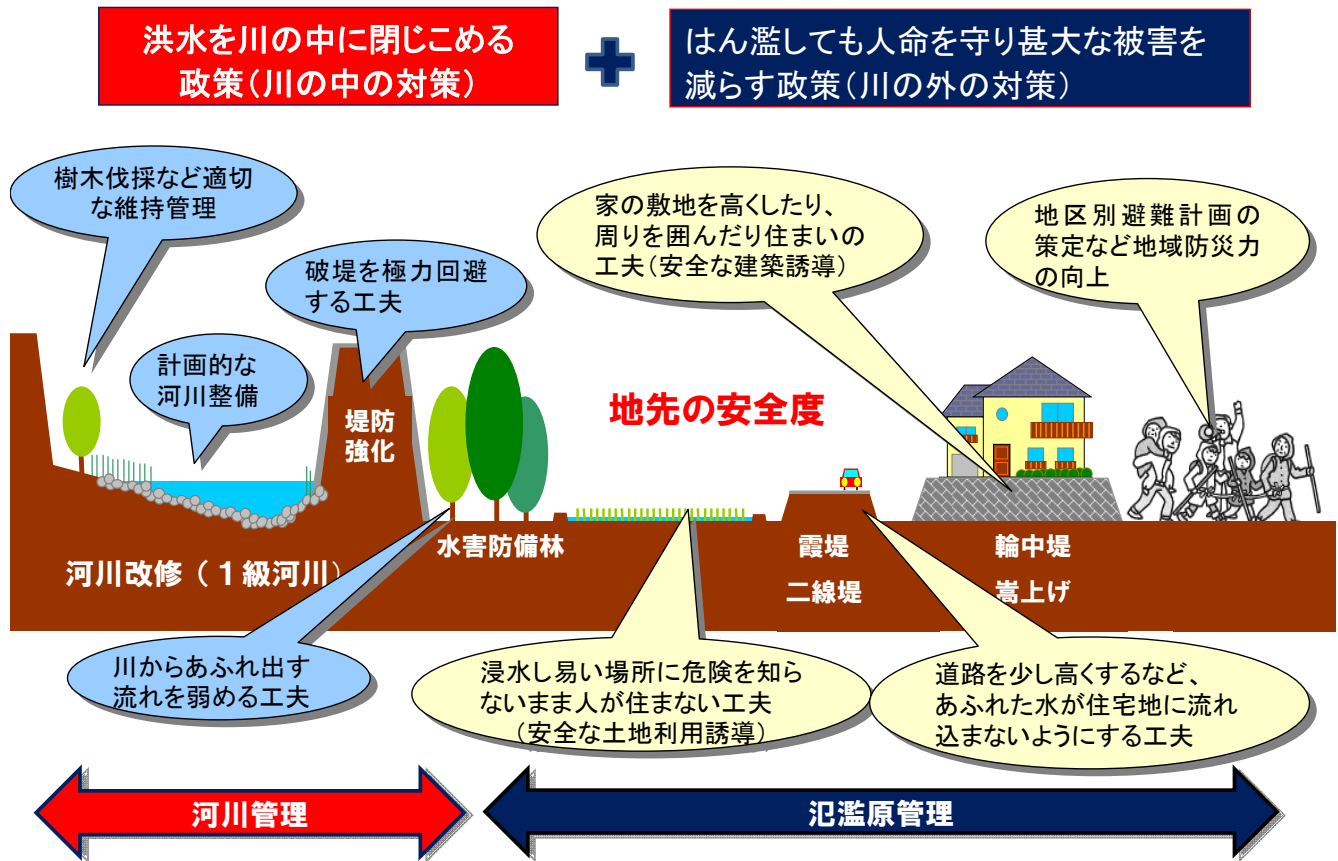 洪水を川の中に閉じこめる
政策(川の中の対策)
はん濫しても人命を守り甚大な被害を
減らす政策(川の外の対策)
樹木伐採など適切
な維持管理
破堤を極力回避
する工夫
計画的な
河川整備
家の敷地を高くしたり、
周りを囲んだり住まいの
工夫(安全な建築誘導)
地区別避難計画の
策定など地域防災力
の向上
地先の安全度
堤防
強化
水害防備林
霞堤
二線堤
輪中堤
嵩上げ
河川改修(1級河川)
川からあふれ出す
流れを弱める工夫
浸水し易い場所に危険を知ら
ないまま人が住まない工夫
(安全な土地利用誘導)
道路を少し高くするなど、
あふれた水が住宅地に流れ
込まないようにする工夫
河川管理
氾濫原管理